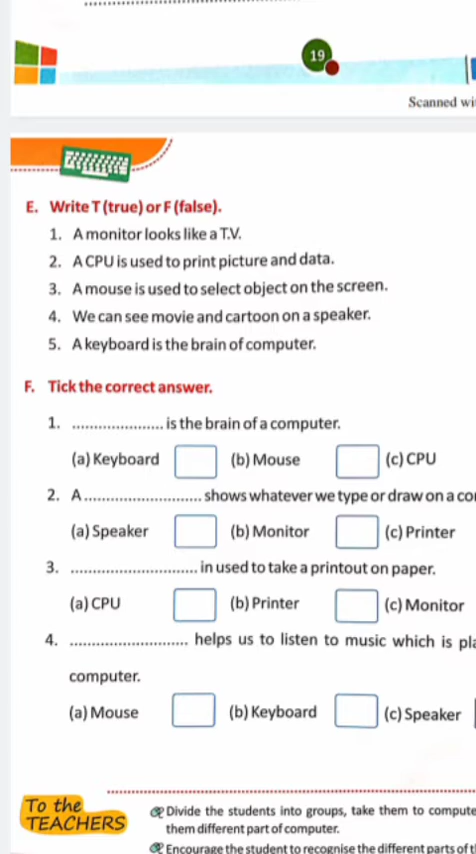 19
Scanned wi
E. Write T (true) or F (false).
1. A monitor looks like a T.V.
2. A CPU is used to print picture and data.
3. A mouse is used to select object on the screen.
4. We can see movie and cartoon on a speaker.
5. A keyboard is the brain of computer.
F. Tick the correct answer.
1. ..................... is the brain of a computer.
(a) Keyboard (b) Mouse (c) CPU
2. A........................... shows whatever we type or draw on a co
(a) Speaker (b) Monitor (c) Printer
3. ............................. in used to take a printout on paper.
(a) CPU (b) Printer (c) Monitor
4. ........................... helps us to listen to music which is pla
computer.
(a) Mouse (b) Keyboard (c) Speaker
To the
TEACHERS
Divide the students into groups, take them to compute
them different part of computer.
Encourage the student to recognise the different parts of t